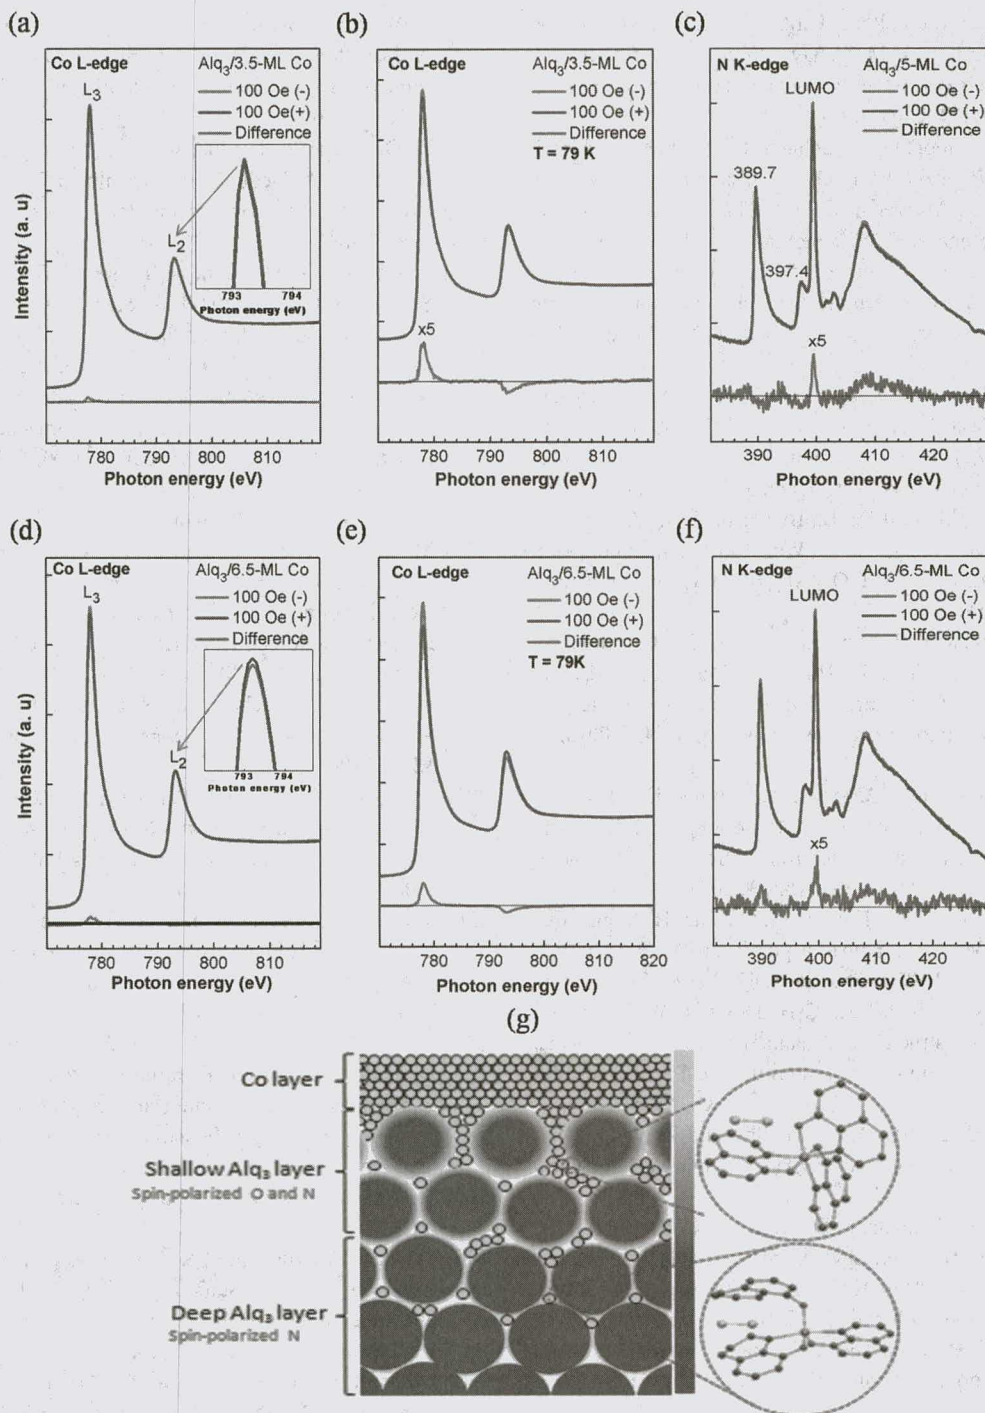 (a)
Co L-edge
Alq3/3.5-ML Co
100 Oe (-)
100 Oe(+)
Difference
L3
L2
793
794
Photon energy (eV)
Intensity (a. u)
780
790
800
810
Photon energy (eV)
(b)
Co L-edge
Alq3/3.5-ML Co
100 Oe (-)
100 Oe (+)
Difference
T = 79 K
x5
780
790
800
810
Photon energy (eV)
(c)
N K-edge
Alq3/5-ML Co
LUMO
100 Oe (-)
100 Oe (+)
Difference
389.7
397.4
x5
390
400
410
420
Photon energy (eV)
(d)
Co L-edge
Alq3/6.5-ML Co
L3
100 Oe (-)
100 Oe (+)
Difference
L2
793
794
Photon energy (eV)
Intensity (a. u)
780
790
800
810
Photon energy (eV)
(e)
Co L-edge
Alq3/6.5-ML Co
100 Oe (-)
100 Oe (+)
Difference
T = 79K
780
790
800
810
820
Photon energy (eV)
(f)
N K-edge
Alq3/6.5-ML Co
LUMO
100 Oe (-)
100 Oe (+)
Difference
x5
390
400
410
420
Photon energy (eV)
(g)
Co layer
Shallow Alq3 layer
Spin-polarized O and N
Deep Alq3 layer
Spin-polarized N